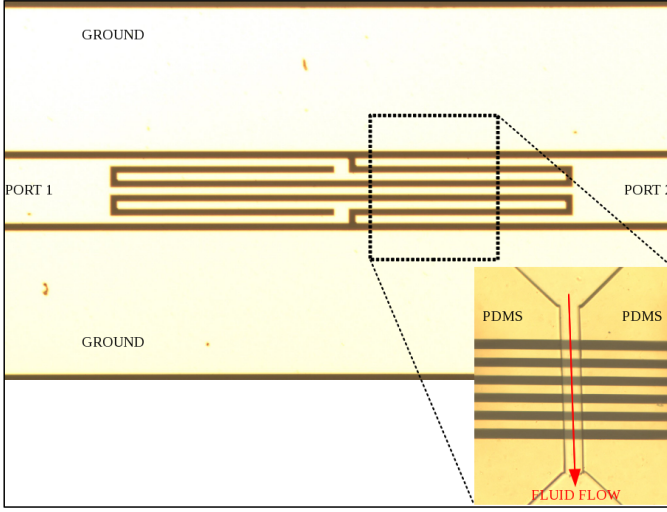 GROUND
PORT 1
PORT 2
GROUND
PDMS
PDMS
FLUID FLOW